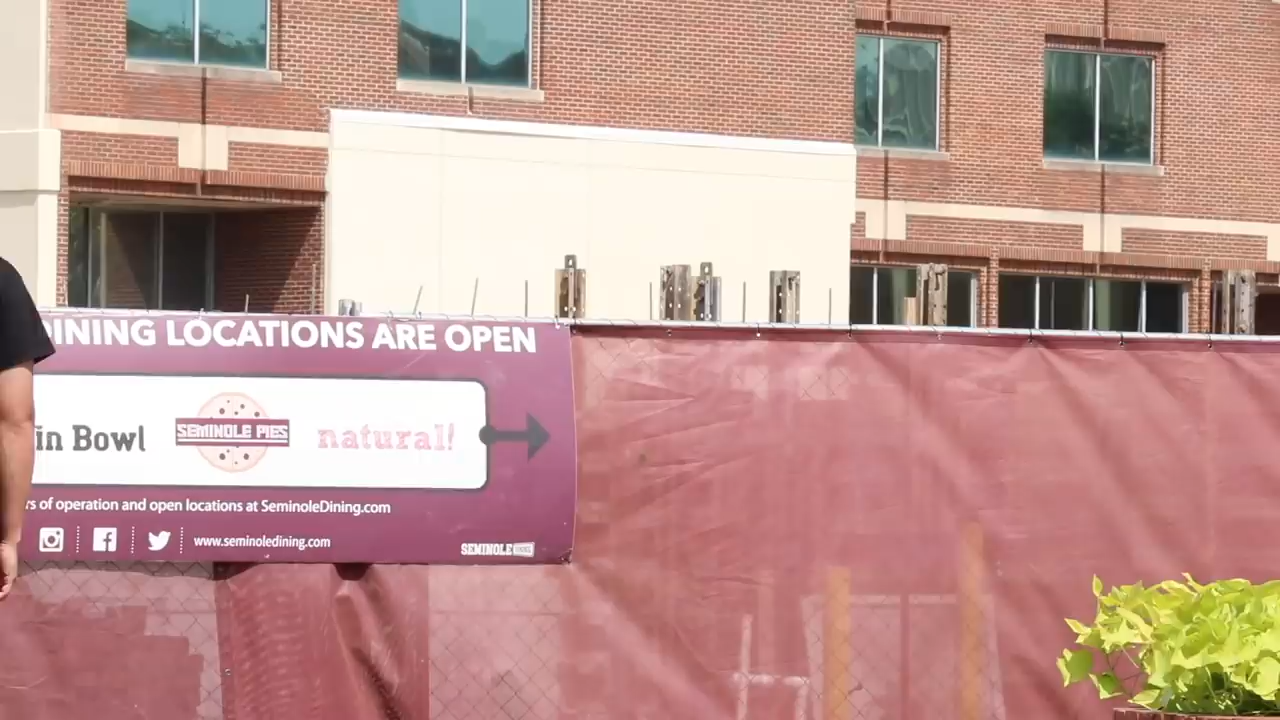 DINING LOCATIONS ARE OPEN
in Bowl
SEMINOLE PIES
natural!
rs of operation and open locations at SeminoleDining.com
www.seminoledining.com
SEMINOLE